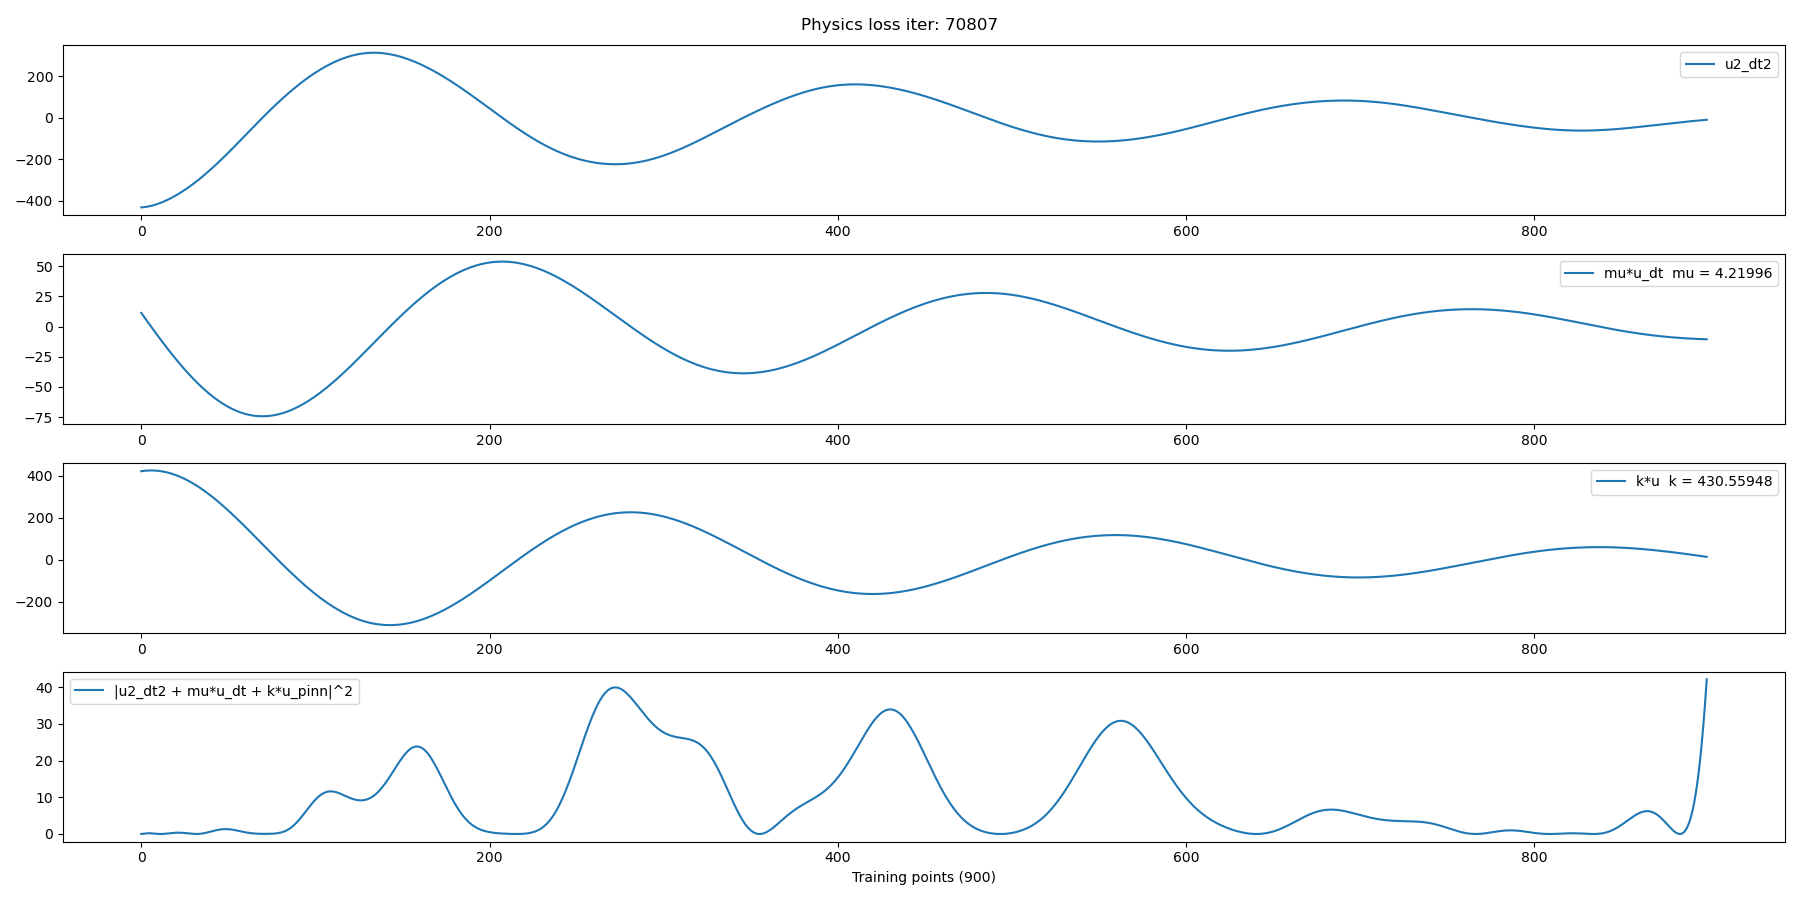 Physics loss iter: 70807
u2_dt2
200
0
−200
−400
0 200 400 600 800
mu*u_dt mu = 4.21996
50
25
0
−25
−50
−75
0 200 400 600 800
k*u k = 430.55948
400
200
0
−200
0 200 400 600 800
|u2_dt2 + mu*u_dt + k*u_pinn|^2
40
30
20
10
0
0 200 400 600 800
Training points (900)